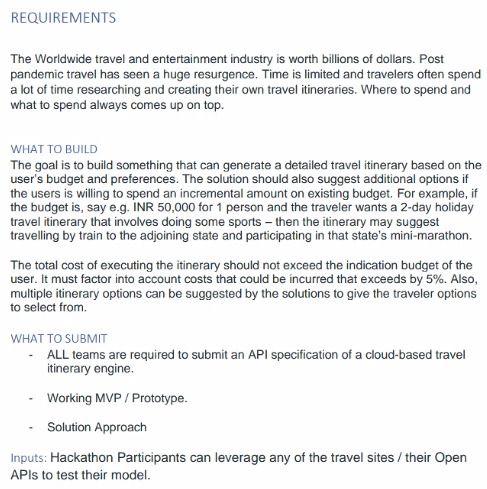 REQUIREMENTS
The Worldwide travel and entertainment industry is worth billions of dollars. Post
pandemic travel has seen a huge resurgence. Time is limited and travelers often spend
a lot of time researching and creating their own travel itineraries. Where to spend and
what to spend always comes up on top.
WHAT TO BUILD
The goal is to build something that can generate a detailed travel itinerary based on the
user's budget and preferences. The solution should also suggest additional options if
the users is willing to spend an incremental amount on existing budget. For example, if
the budget is, say e.g. INR 50,000 for 1 person and the traveler wants a 2-day holiday
travel itinerary that involves doing some sports – then the itinerary may suggest
travelling by train to the adjoining state and participating in that state's mini-marathon.
The total cost of executing the itinerary should not exceed the indication budget of the
user. It must factor into account costs that could be incurred that exceeds by 5%. Also,
multiple itinerary options can be suggested by the solutions to give the traveler options
to select from.
WHAT TO SUBMIT
- ALL teams are required to submit an API specification of a cloud-based travel
itinerary engine.
- Working MVP / Prototype.
- Solution Approach
Inputs: Hackathon Participants can leverage any of the travel sites / their Open
APIs to test their model.